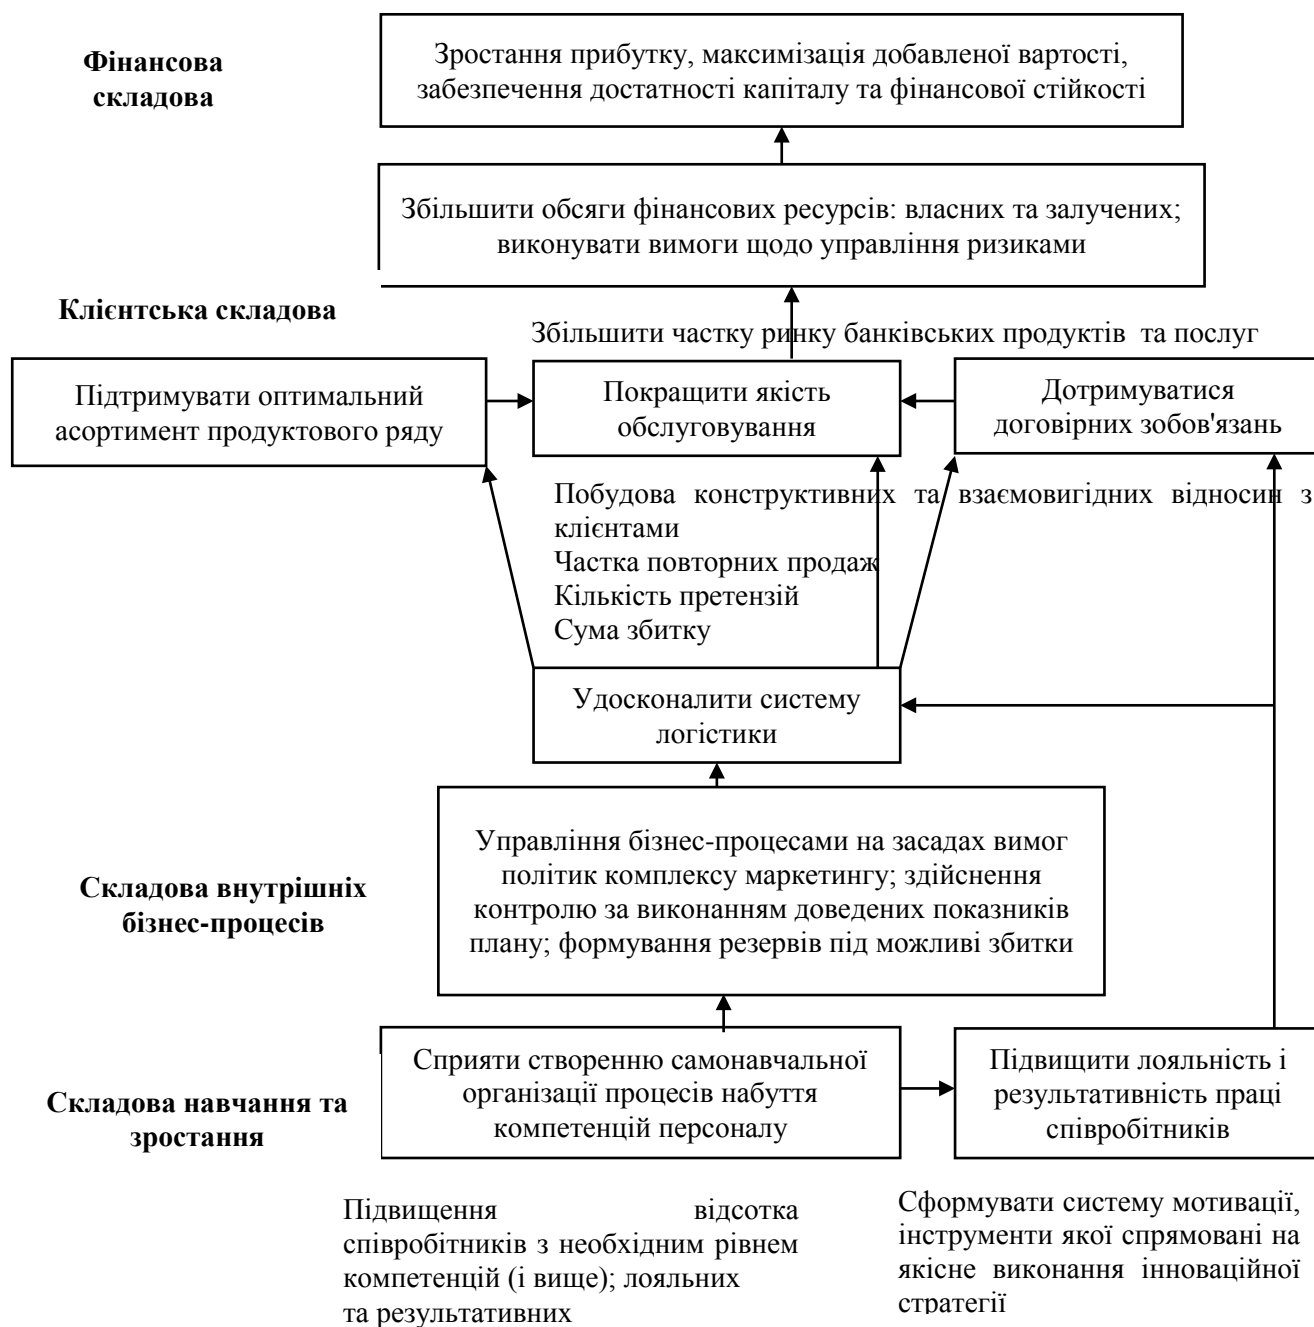 Фінансова
складова
Зростання прибутку, максимізація добавленої вартості,
забезпечення достатності капіталу та фінансової стійкості
Збільшити обсяги фінансових ресурсів: власних та залучених;
виконувати вимоги щодо управління ризиками
Клієнтська складова
Збільшити частку ринку банківських продуктів та послуг
Підтримувати оптимальний
асортимент продуктового ряду
Покращити якість
обслуговування
Дотримуватися
договірних зобов'язань
Побудова конструктивних та взаємовигідних відносин з
клієнтами
Частка повторних продаж
Кількість претензій
Сума збитку
Удосконалити систему
логістики
Складова внутрішніх
бізнес-процесів
Управління бізнес-процесами на засадах вимог
політик комплексу маркетингу; здійснення
контролю за виконанням доведених показників
плану; формування резервів під можливі збитки
Складова навчання та
зростання
Сприяти створенню самонавчальної
організації процесів набуття
компетенцій персоналу
Підвищити лояльність і
результативність праці
співробітників
Підвищення відсотка
співробітників з необхідним рівнем
компетенцій (і вище); лояльних
та результативних
Сформувати систему мотивації,
інструменти якої спрямовані на
якісне виконання інноваційної
стратегії